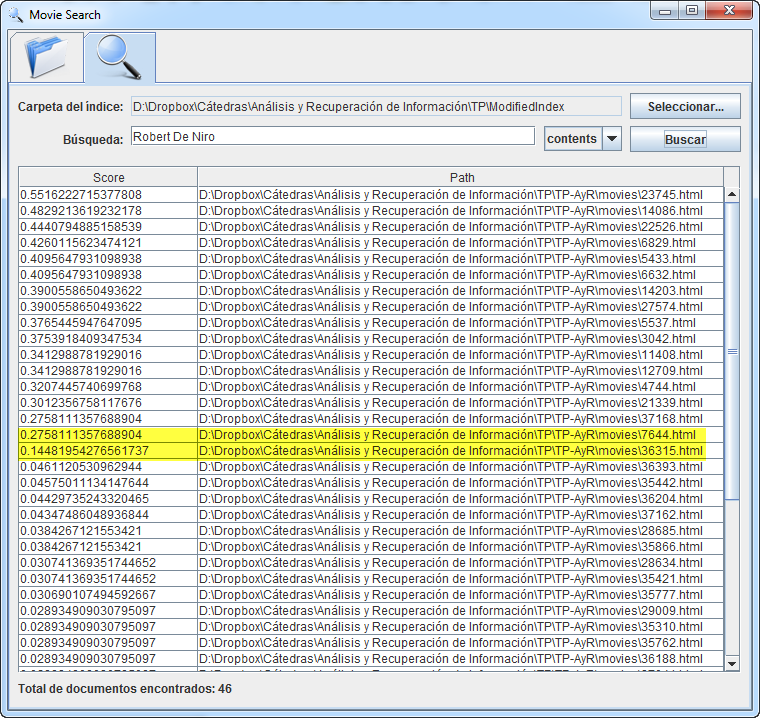 Movie Search
Carpeta del índice: D:\Dropbox\Cátedras\Análisis y Recuperación de Información\TP\ModifiedIndex Seleccionar...
Búsqueda: Robert De Niro contents Buscar
Score Path
0.5516222715377808 D:\Dropbox\Cátedras\Análisis y Recuperación de Información\TP\TP-AyR\movies\23745.html
0.4829213619232178 D:\Dropbox\Cátedras\Análisis y Recuperación de Información\TP\TP-AyR\movies\14086.html
0.4440794885158539 D:\Dropbox\Cátedras\Análisis y Recuperación de Información\TP\TP-AyR\movies\22526.html
0.4260115623474121 D:\Dropbox\Cátedras\Análisis y Recuperación de Información\TP\TP-AyR\movies\6829.html
0.4095647931098938 D:\Dropbox\Cátedras\Análisis y Recuperación de Información\TP\TP-AyR\movies\5433.html
0.4095647931098938 D:\Dropbox\Cátedras\Análisis y Recuperación de Información\TP\TP-AyR\movies\6632.html
0.3900558650493622 D:\Dropbox\Cátedras\Análisis y Recuperación de Información\TP\TP-AyR\movies\14203.html
0.3900558650493622 D:\Dropbox\Cátedras\Análisis y Recuperación de Información\TP\TP-AyR\movies\27574.html
0.3765445947647095 D:\Dropbox\Cátedras\Análisis y Recuperación de Información\TP\TP-AyR\movies\5537.html
0.3753918409347534 D:\Dropbox\Cátedras\Análisis y Recuperación de Información\TP\TP-AyR\movies\3042.html
0.3412988781929016 D:\Dropbox\Cátedras\Análisis y Recuperación de Información\TP\TP-AyR\movies\11408.html
0.3412988781929016 D:\Dropbox\Cátedras\Análisis y Recuperación de Información\TP\TP-AyR\movies\12709.html
0.3207445740699768 D:\Dropbox\Cátedras\Análisis y Recuperación de Información\TP\TP-AyR\movies\4744.html
0.3012356758117676 D:\Dropbox\Cátedras\Análisis y Recuperación de Información\TP\TP-AyR\movies\21339.html
0.2758111357688904 D:\Dropbox\Cátedras\Análisis y Recuperación de Información\TP\TP-AyR\movies\37168.html
0.2758111357688904 D:\Dropbox\Cátedras\Análisis y Recuperación de Información\TP\TP-AyR\movies\7644.html
0.14481954276561737 D:\Dropbox\Cátedras\Análisis y Recuperación de Información\TP\TP-AyR\movies\36315.html
0.0461120530962944 D:\Dropbox\Cátedras\Análisis y Recuperación de Información\TP\TP-AyR\movies\36393.html
0.04575011134147644 D:\Dropbox\Cátedras\Análisis y Recuperación de Información\TP\TP-AyR\movies\35442.html
0.04429735243320465 D:\Dropbox\Cátedras\Análisis y Recuperación de Información\TP\TP-AyR\movies\36204.html
0.04347486048936844 D:\Dropbox\Cátedras\Análisis y Recuperación de Información\TP\TP-AyR\movies\37162.html
0.0384267121553421 D:\Dropbox\Cátedras\Análisis y Recuperación de Información\TP\TP-AyR\movies\28685.html
0.0384267121553421 D:\Dropbox\Cátedras\Análisis y Recuperación de Información\TP\TP-AyR\movies\35866.html
0.030741369351744652 D:\Dropbox\Cátedras\Análisis y Recuperación de Información\TP\TP-AyR\movies\28634.html
0.030741369351744652 D:\Dropbox\Cátedras\Análisis y Recuperación de Información\TP\TP-AyR\movies\35421.html
0.030690107494592667 D:\Dropbox\Cátedras\Análisis y Recuperación de Información\TP\TP-AyR\movies\35777.html
0.028934909030795097 D:\Dropbox\Cátedras\Análisis y Recuperación de Información\TP\TP-AyR\movies\29009.html
0.028934909030795097 D:\Dropbox\Cátedras\Análisis y Recuperación de Información\TP\TP-AyR\movies\35310.html
0.028934909030795097 D:\Dropbox\Cátedras\Análisis y Recuperación de Información\TP\TP-AyR\movies\35762.html
0.028934909030795097 D:\Dropbox\Cátedras\Análisis y Recuperación de Información\TP\TP-AyR\movies\36188.html
Total de documentos encontrados: 46